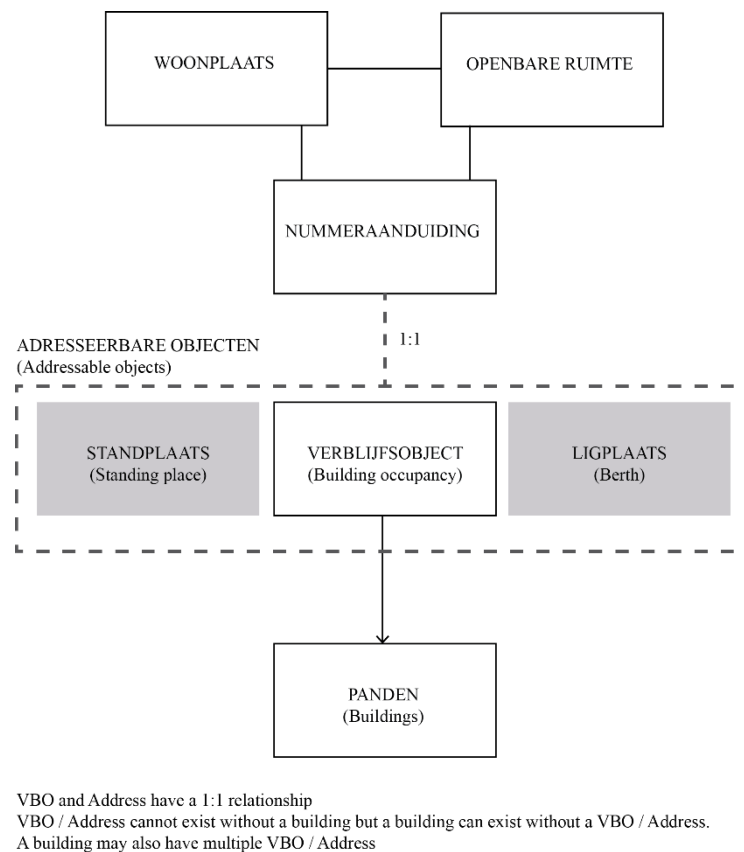 WOONPLAATS
OPENBARE RUIMTE
NUMMERAANDUIDING
1:1
ADRESSEERBARE OBJECTEN
(Addressable objects)
STANDPLAATS
(Standing place)
VERBLIJFSOBJECT
(Building occupancy)
LIGPLAATS
(Berth)
PANDEN
(Buildings)
VBO and Address have a 1:1 relationship
VBO / Address cannot exist without a building but a building can exist without a VBO / Address.
A building may also have multiple VBO / Address